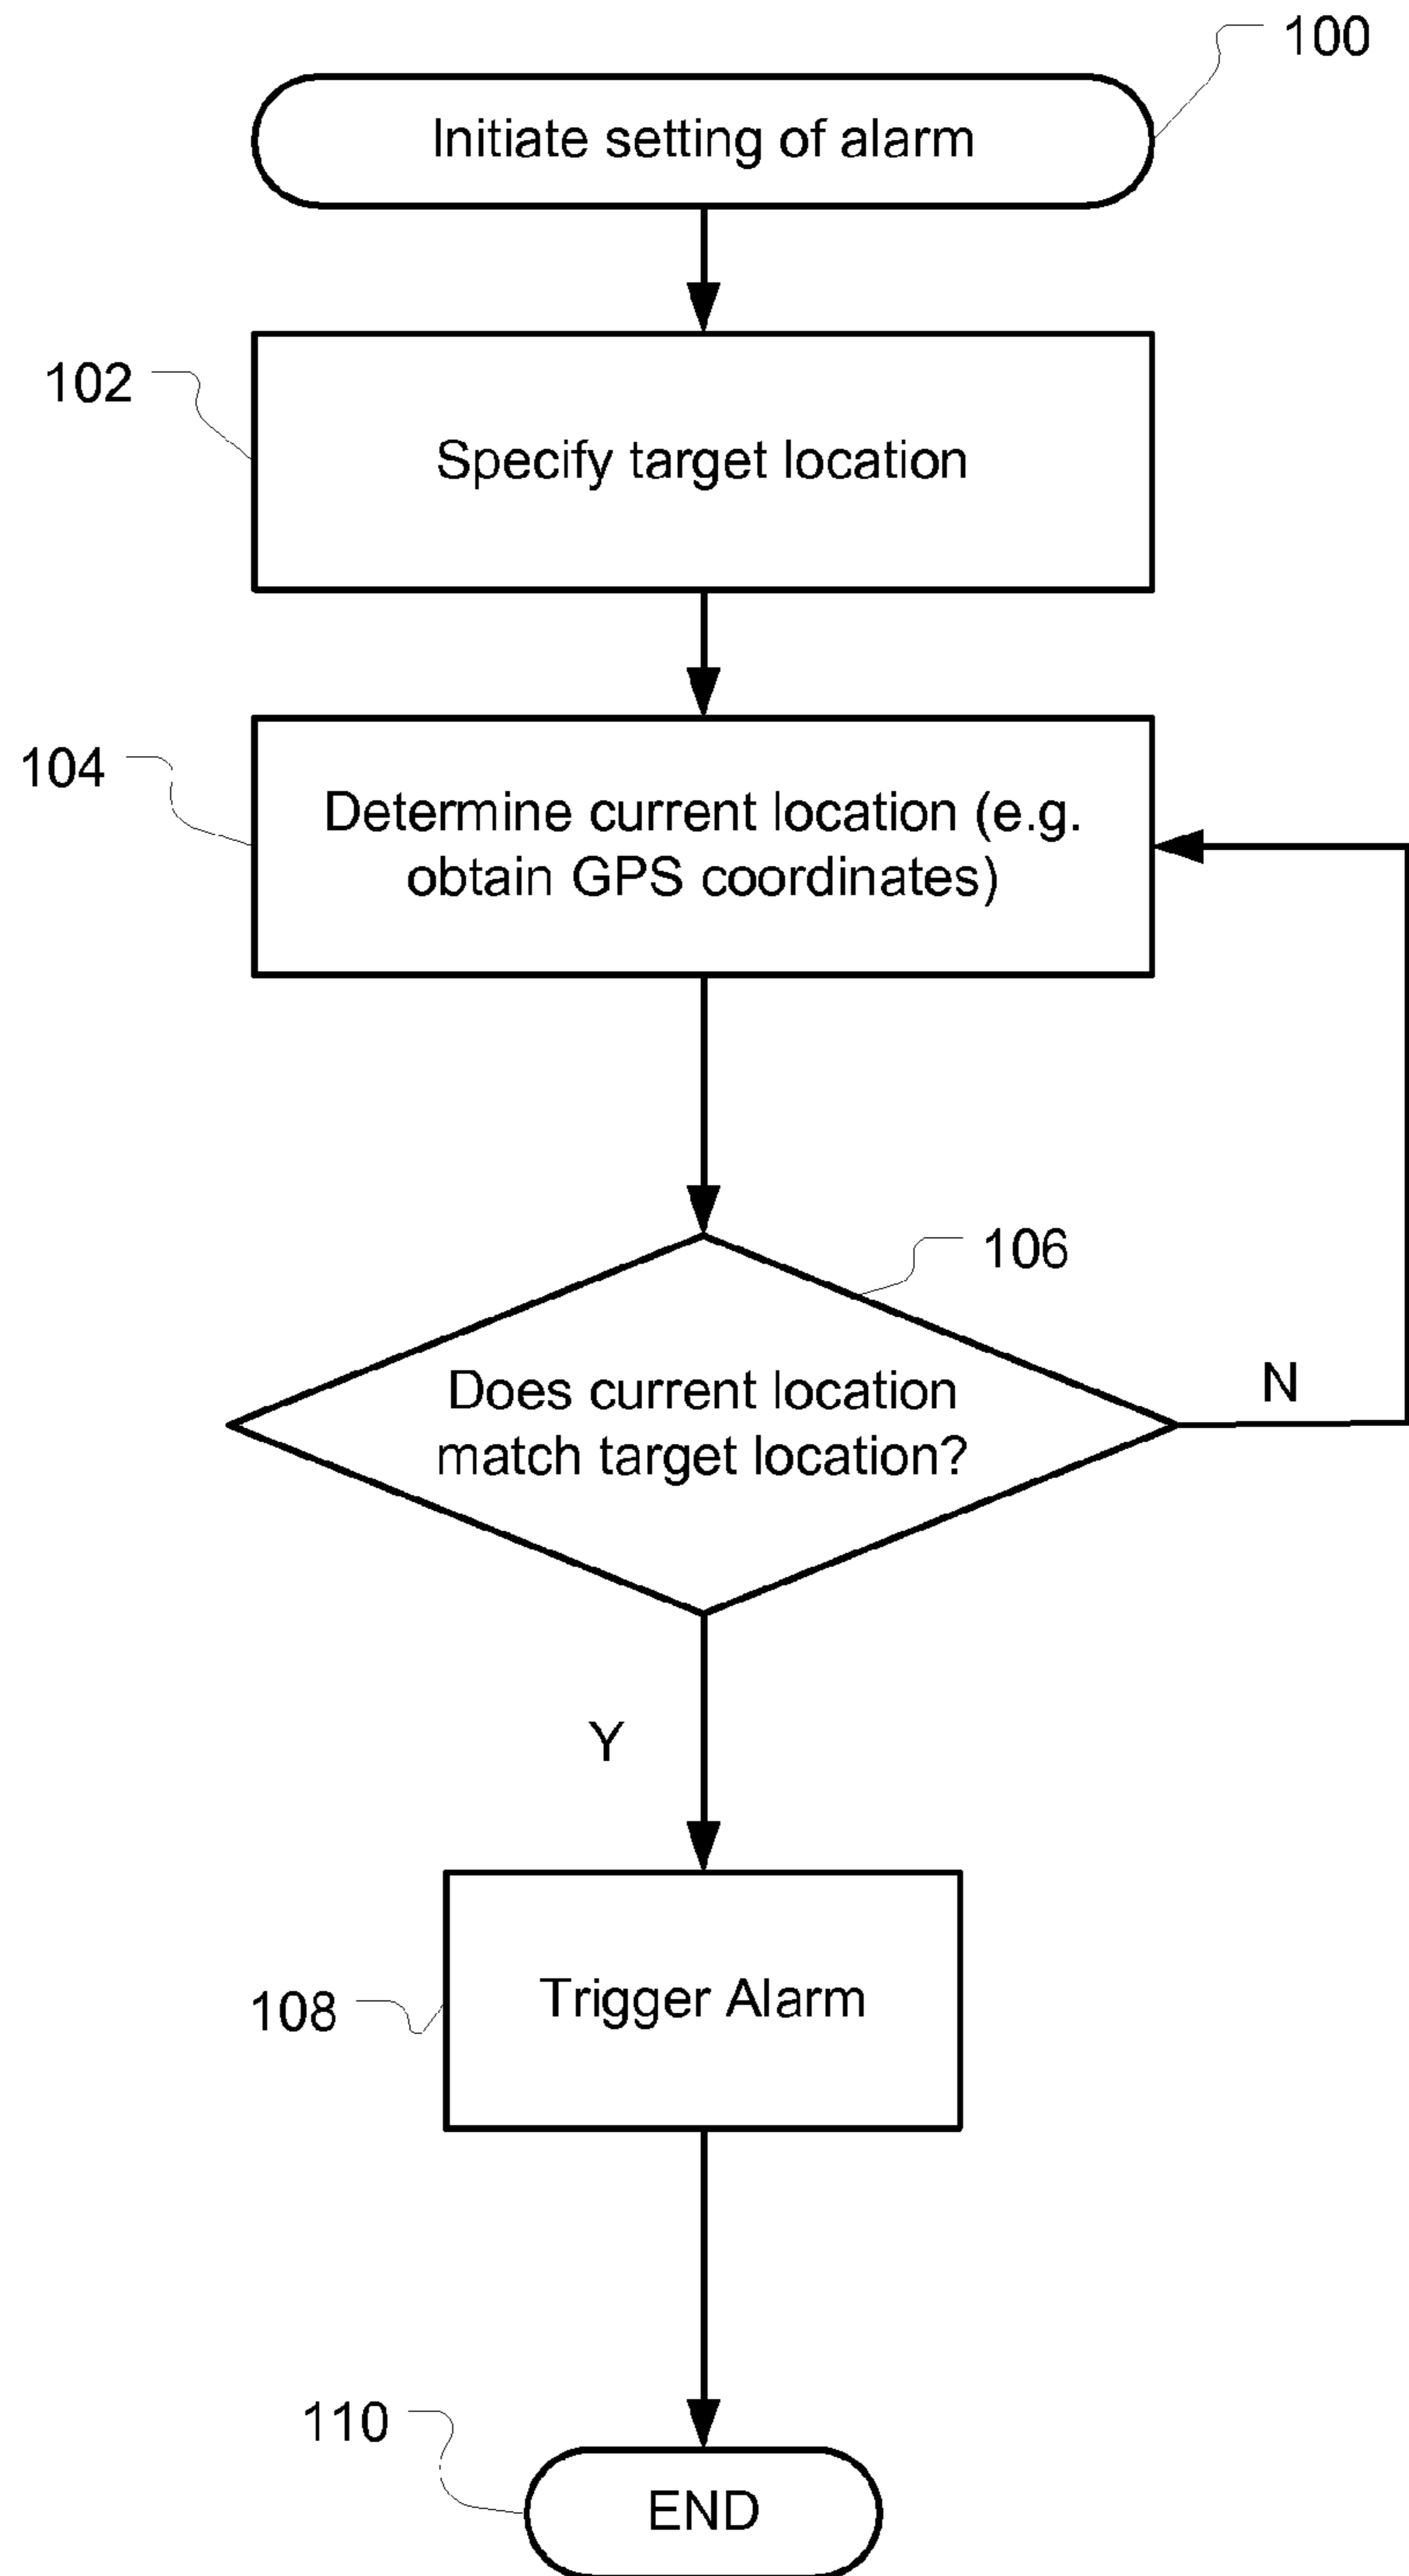 100
Initiate setting of alarm
102
Specify target location
104
Determine current location (e.g.
obtain GPS coordinates)
106
Does current location
match target location?
N
Y
108
Trigger Alarm
110
END